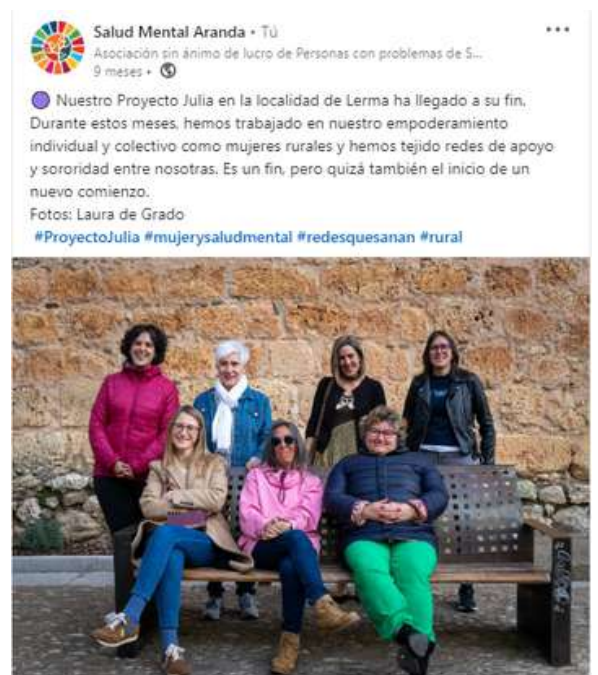 Salud Mental Aranda • Tú
Asociación sin ánimo de lucro de Personas con problemas de S...
9 meses •
Nuestro Proyecto Julia en la localidad de Lerma ha llegado a su fin.
Durante estos meses, hemos trabajado en nuestro empoderamiento
individual y colectivo como mujeres rurales y hemos tejido redes de apoyo
y sororidad entre nosotras. Es un fin, pero quizá también el inicio de un
nuevo comienzo.
Fotos: Laura de Grado
#ProyectoJulia #mujerysaludmental #redesquesanan #rural